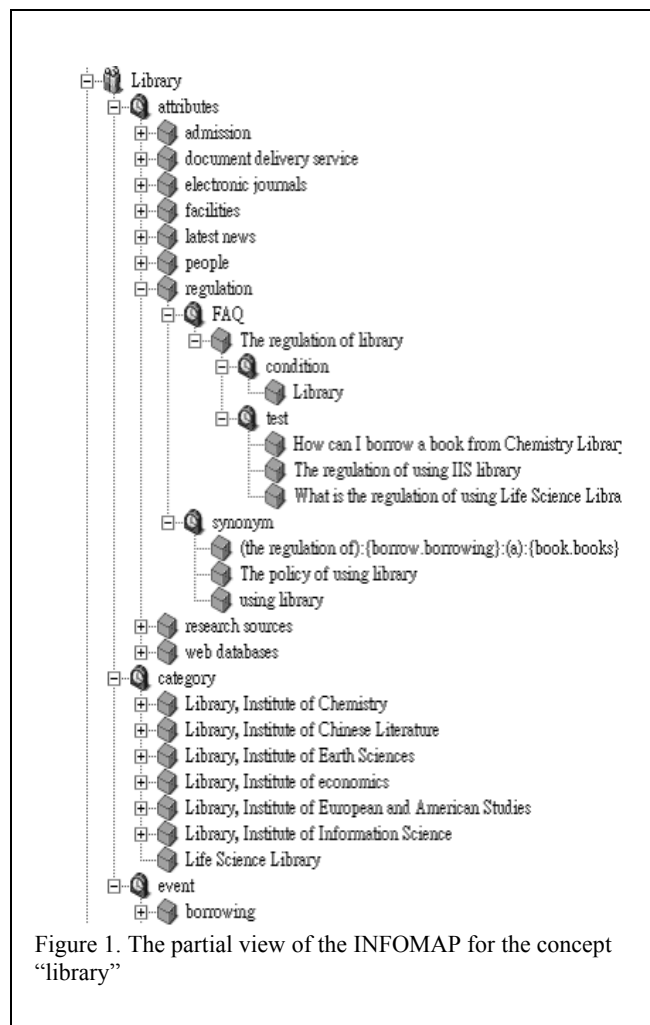 Library
attributes
admission
document delivery service
electronic journals
facilities
latest news
people
regulation
FAQ
The regulation of library
condition
Library
test
How can I borrow a book from Chemistry Library
The regulation of using IIS library
What is the regulation of using Life Science Libra
synonym
(the regulation of):{borrow.borrowing}:(a):{book.books}
The policy of using library
using library
research sources
web databases
category
Library, Institute of Chemistry
Library, Institute of Chinese Literature
Library, Institute of Earth Sciences
Library, Institute of economics
Library, Institute of European and American Studies
Library, Institute of Information Science
Life Science Library
event
borrowing
Figure 1. The partial view of the INFOMAP for the concept
“library”